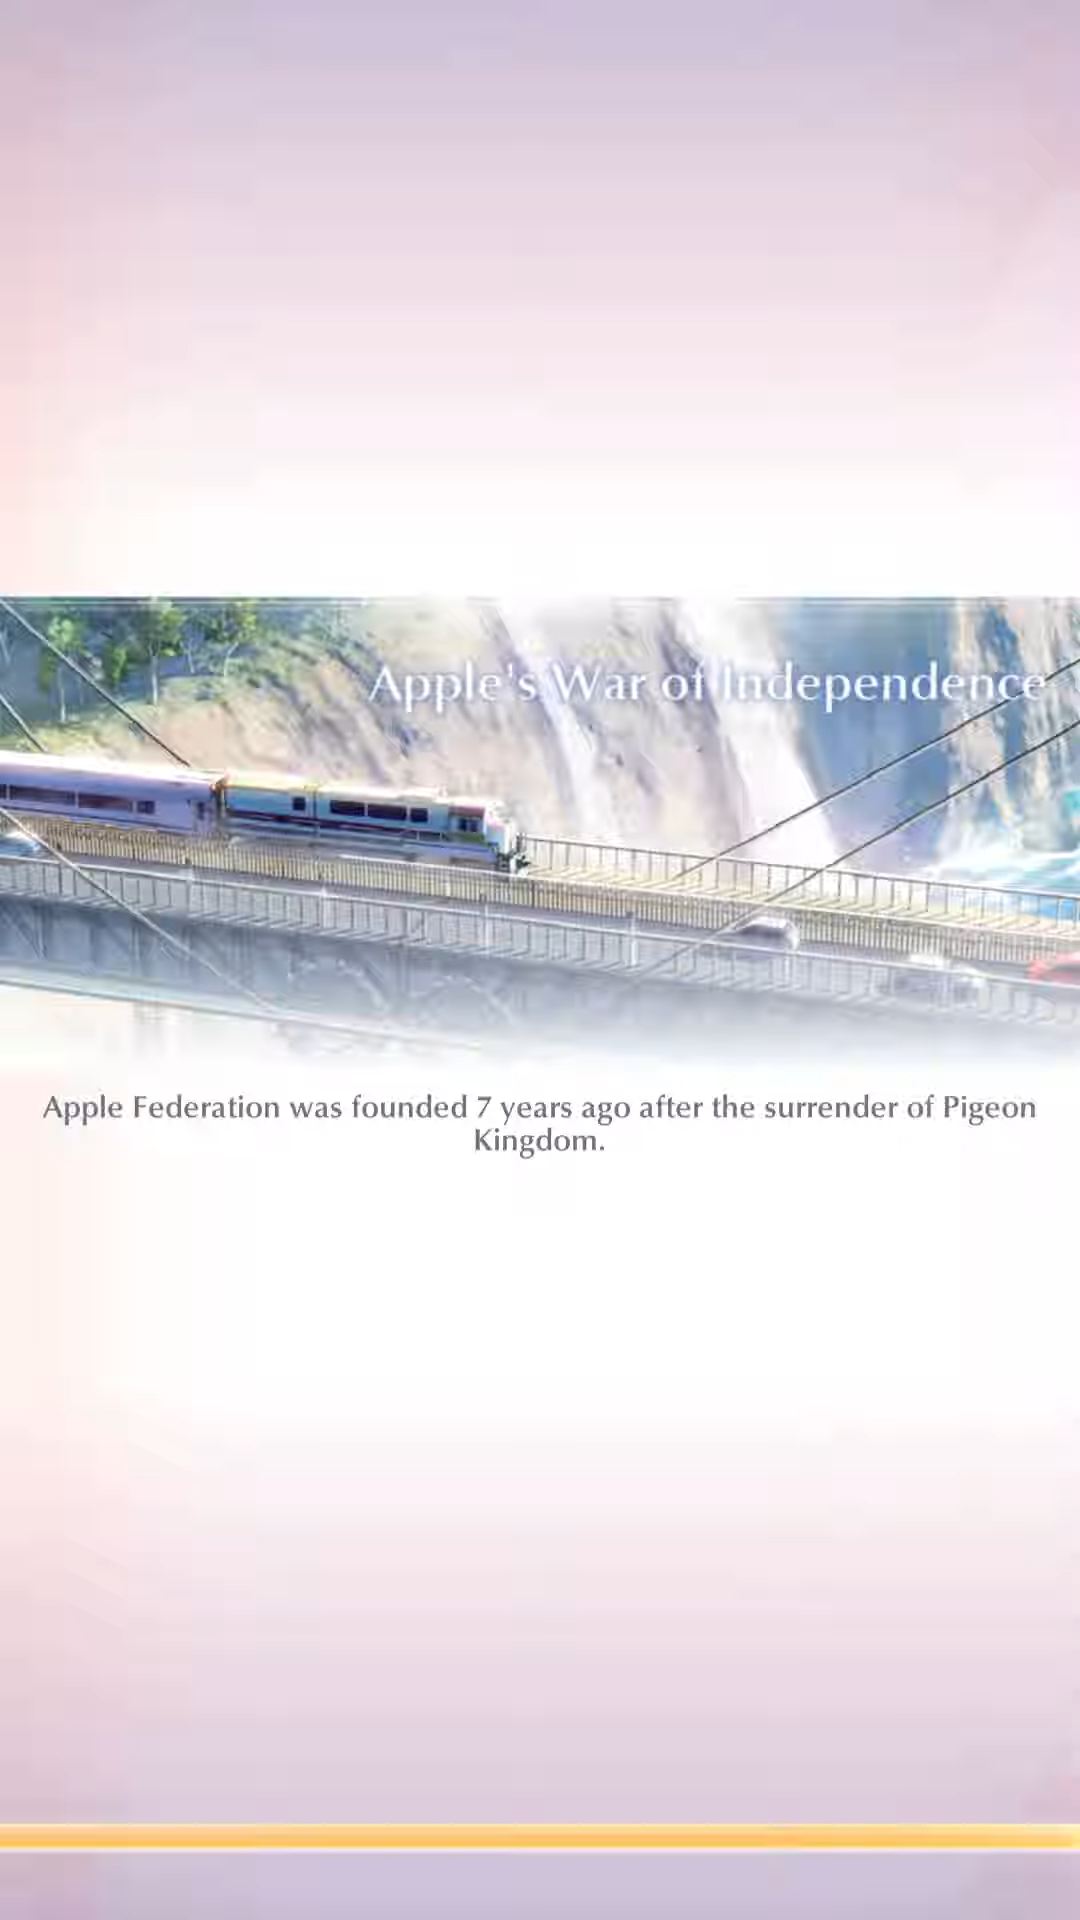 Apple's War of Independence
Apple Federation was founded 7 years ago after the surrender of Pigeon
Kingdom.